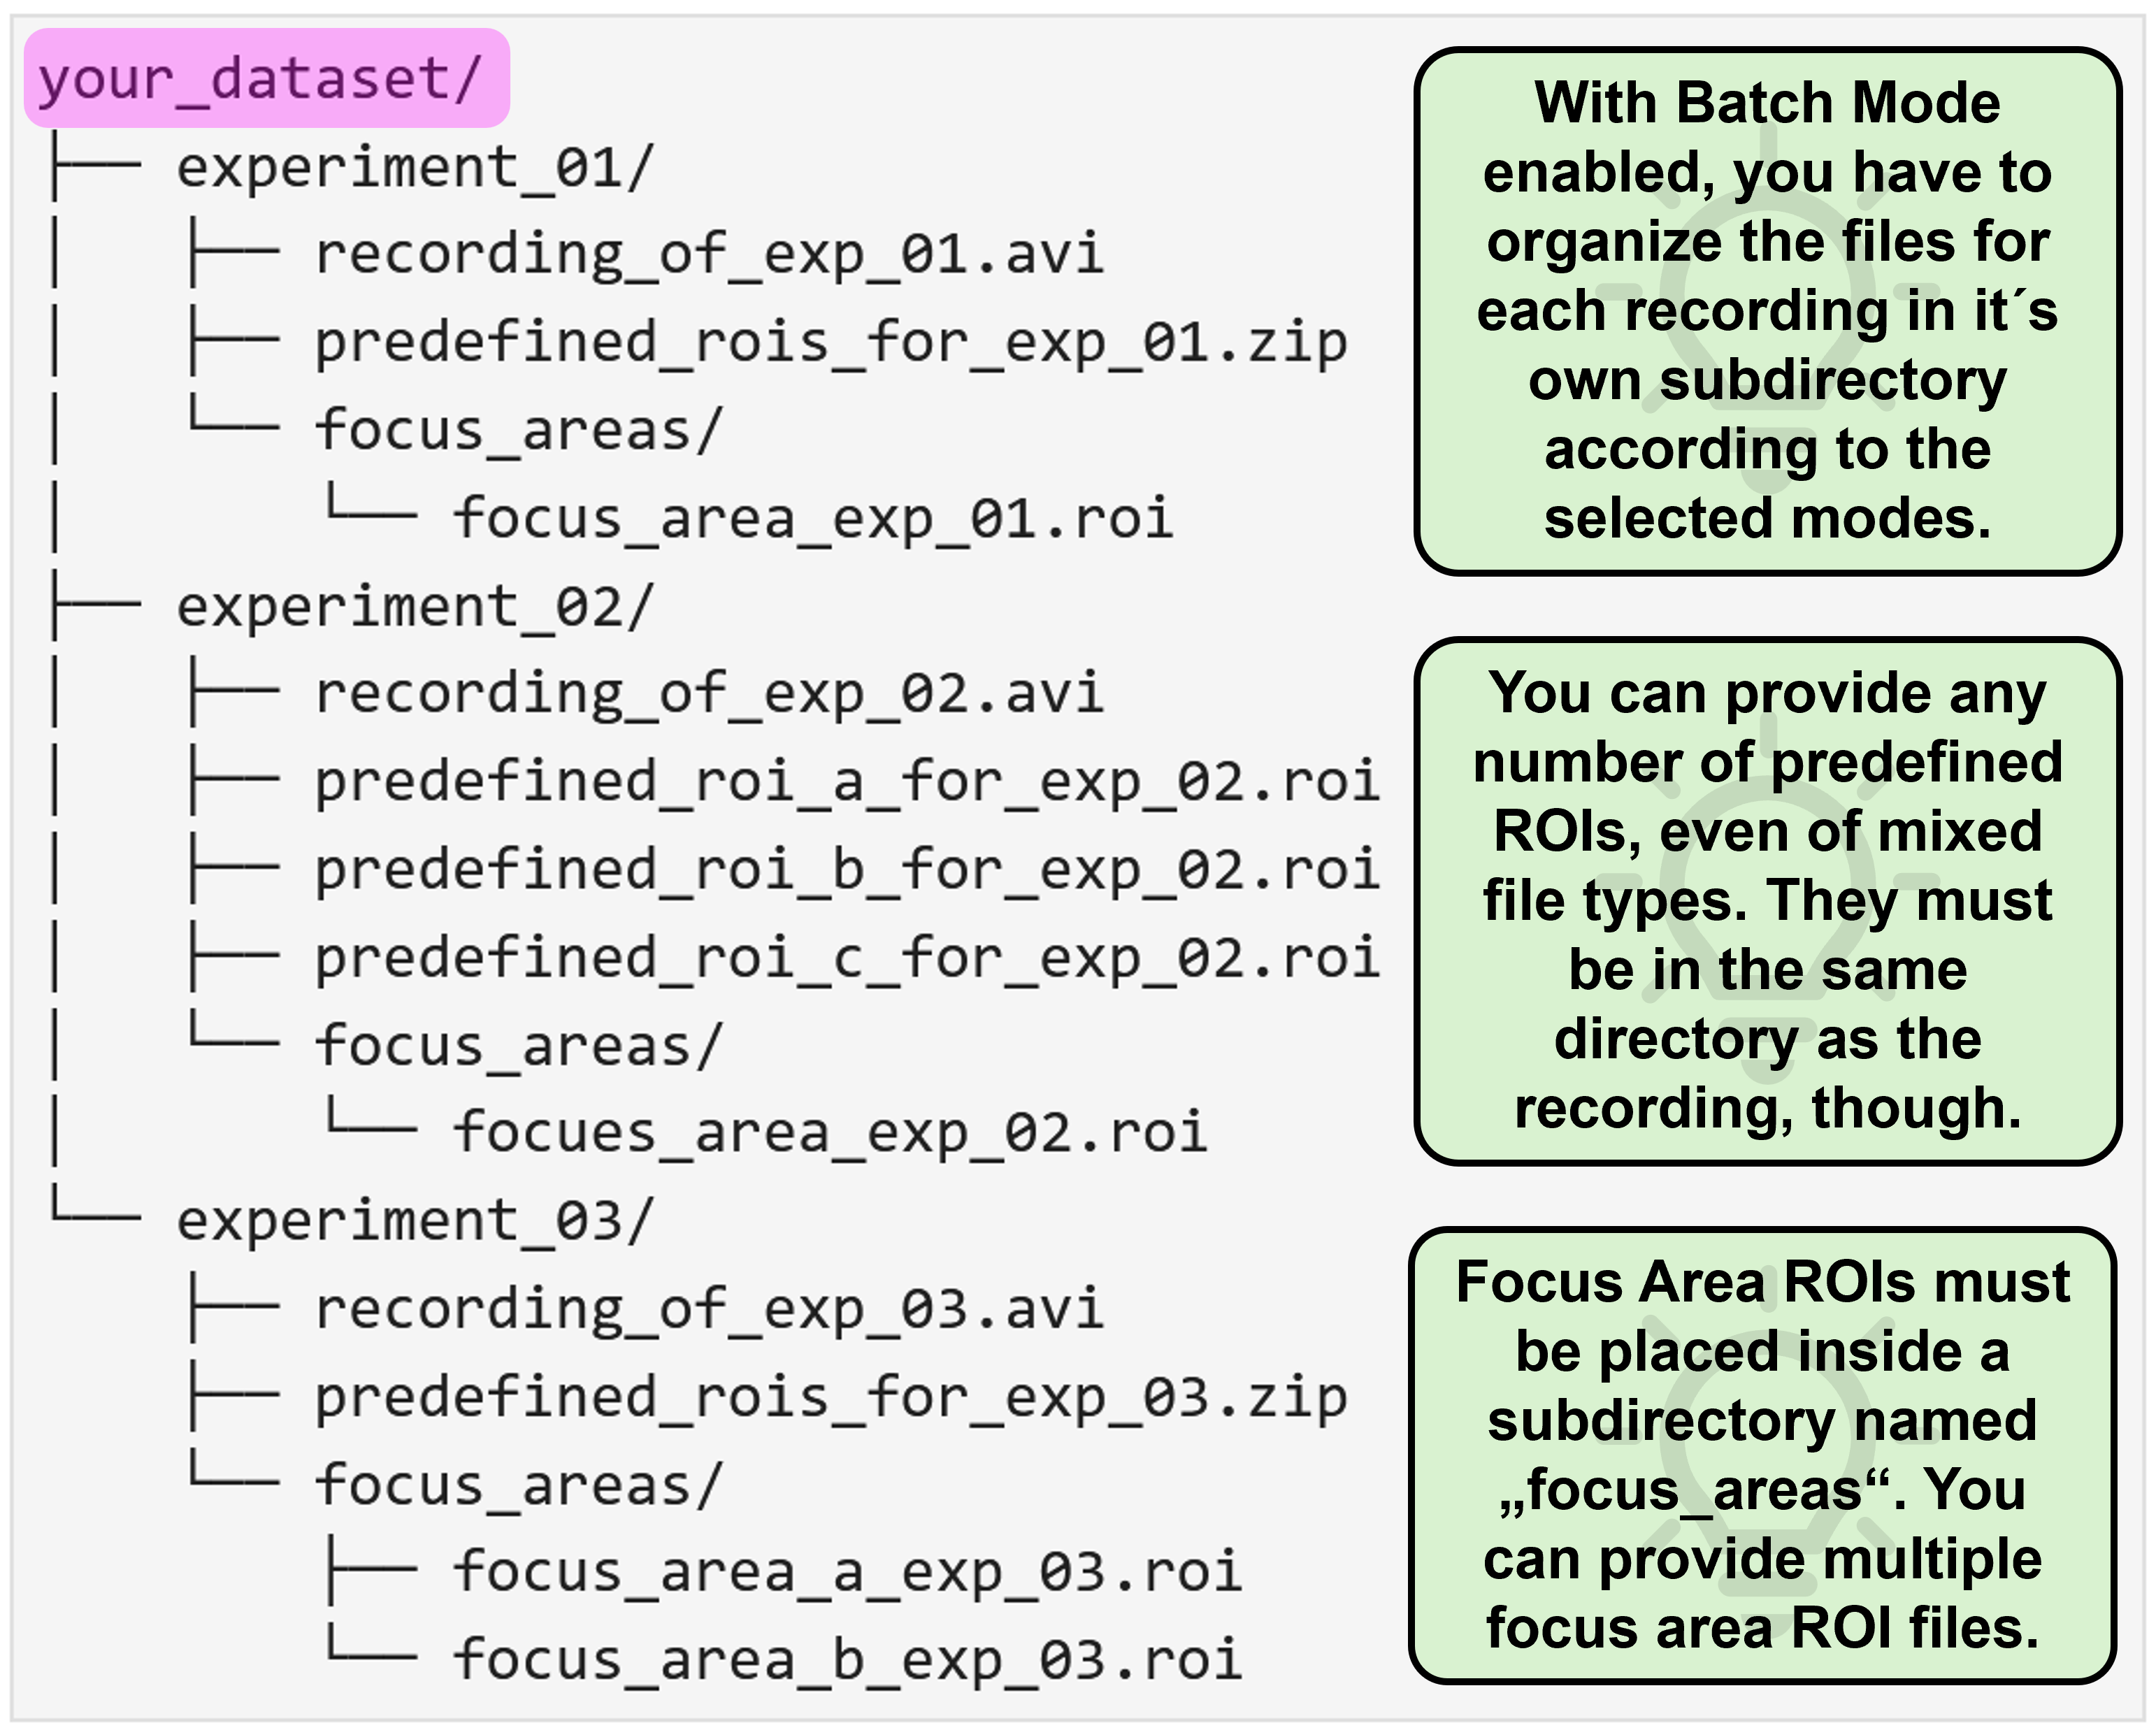 your_dataset/
├── experiment_01/
│   ├── recording_of_exp_01.avi
│   ├── predefined_rois_for_exp_01.zip
│   └── focus_areas/
│       └── focus_area_exp_01.roi
├── experiment_02/
│   ├── recording_of_exp_02.avi
│   ├── predefined_roi_a_for_exp_02.roi
│   ├── predefined_roi_b_for_exp_02.roi
│   ├── predefined_roi_c_for_exp_02.roi
│   └── focus_areas/
│       └── focues_area_exp_02.roi
└── experiment_03/
    ├── recording_of_exp_03.avi
    ├── predefined_rois_for_exp_03.zip
    └── focus_areas/
        ├── focus_area_a_exp_03.roi
        └── focus_area_b_exp_03.roi
With Batch Mode
enabled, you have to
organize the files for
each recording in it´s
own subdirectory
according to the
selected modes.
You can provide any
number of predefined
ROIs, even of mixed
file types. They must
be in the same
directory as the
recording, though.
Focus Area ROIs must
be placed inside a
subdirectory named
„focus_areas“. You
can provide multiple
focus area ROI files.